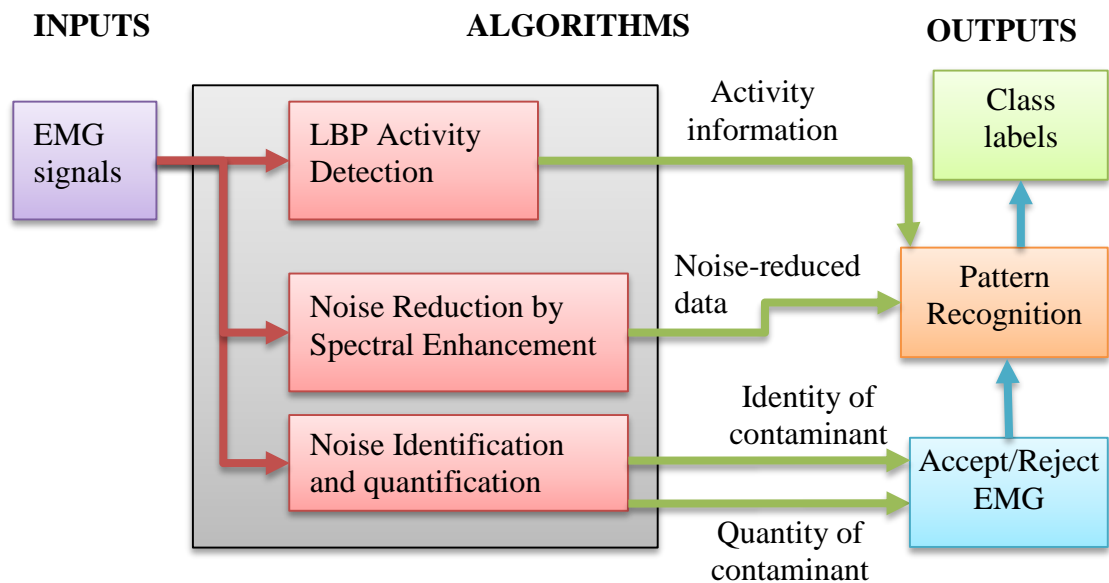 INPUTS
ALGORITHMS
OUTPUTS
EMG
signals
LBP Activity
Detection
Activity
information
Class
labels
Noise Reduction by
Spectral Enhancement
Noise-reduced
data
Pattern
Recognition
Noise Identification
and quantification
Identity of
contaminant
Accept/Reject
EMG
Quantity of
contaminant